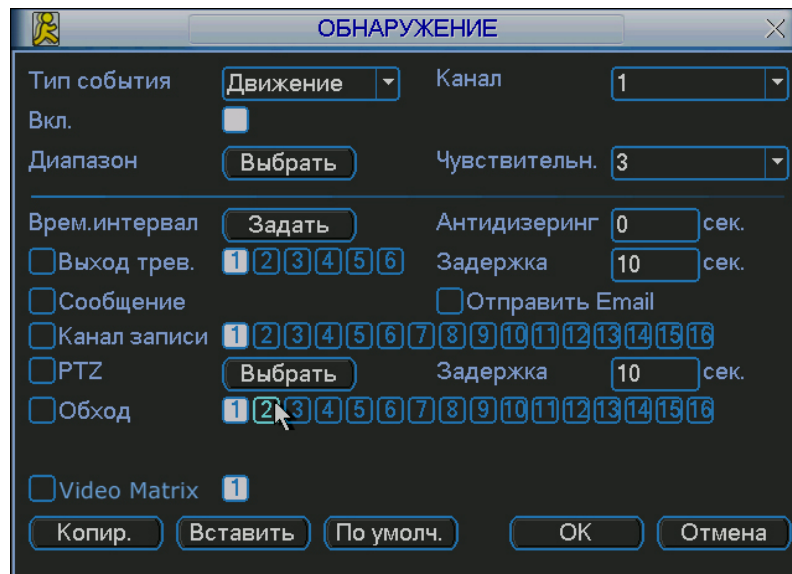 ОБНАРУЖЕНИЕ
Тип события Движение Канал 1
Вкл.
Диапазон Выбрать Чувствительн. 3
Врем.интервал Задать Антидизеринг 0 сек.
Выход трев. 1 2 3 4 5 6 Задержка 10 сек.
Сообщение Отправить Email
Канал записи 1 2 3 4 5 6 7 8 9 10 11 12 13 14 15 16
PTZ Выбрать Задержка 10 сек.
Обход 1 2 3 4 5 6 7 8 9 10 11 12 13 14 15 16
Video Matrix 1
Копир. Вставить По умолч. OK Отмена